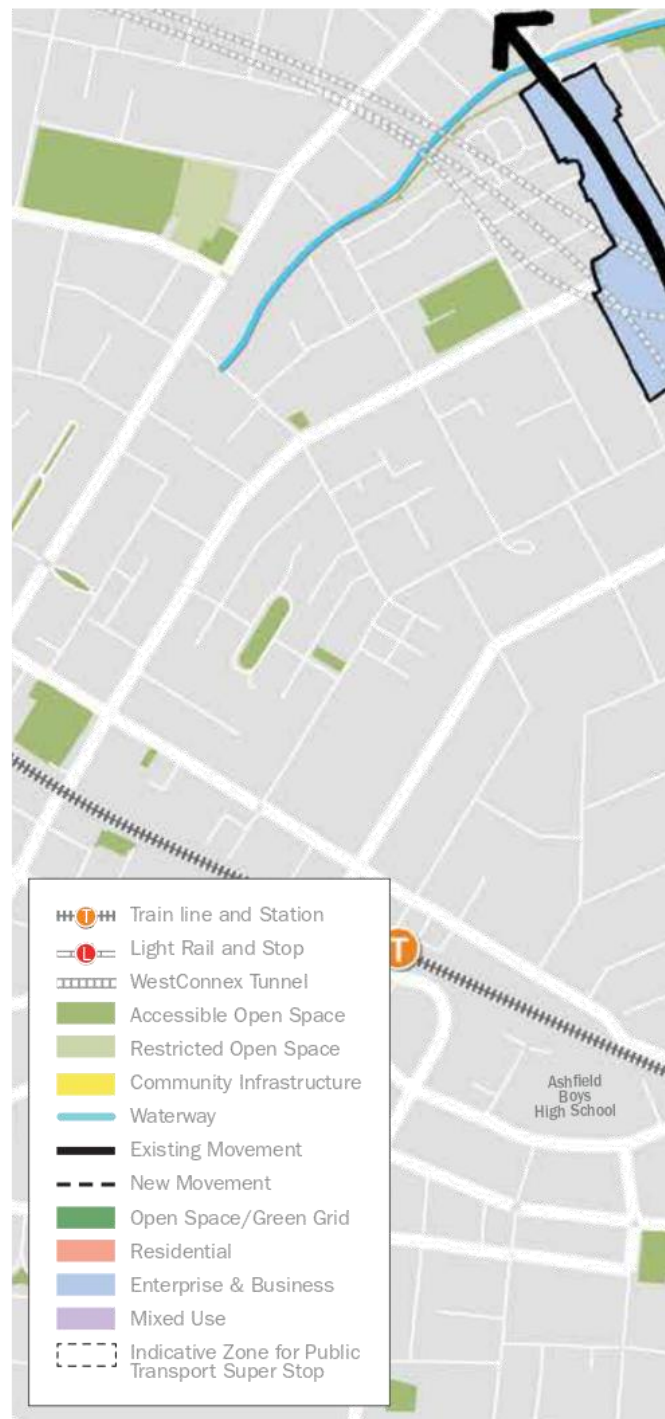 T
Ashfield
Boys
High School
T Train line and Station
L Light Rail and Stop
WestConnex Tunnel
Accessible Open Space
Restricted Open Space
Community Infrastructure
Waterway
Existing Movement
New Movement
Open Space/Green Grid
Residential
Enterprise & Business
Mixed Use
Indicative Zone for Public
Transport Super Stop